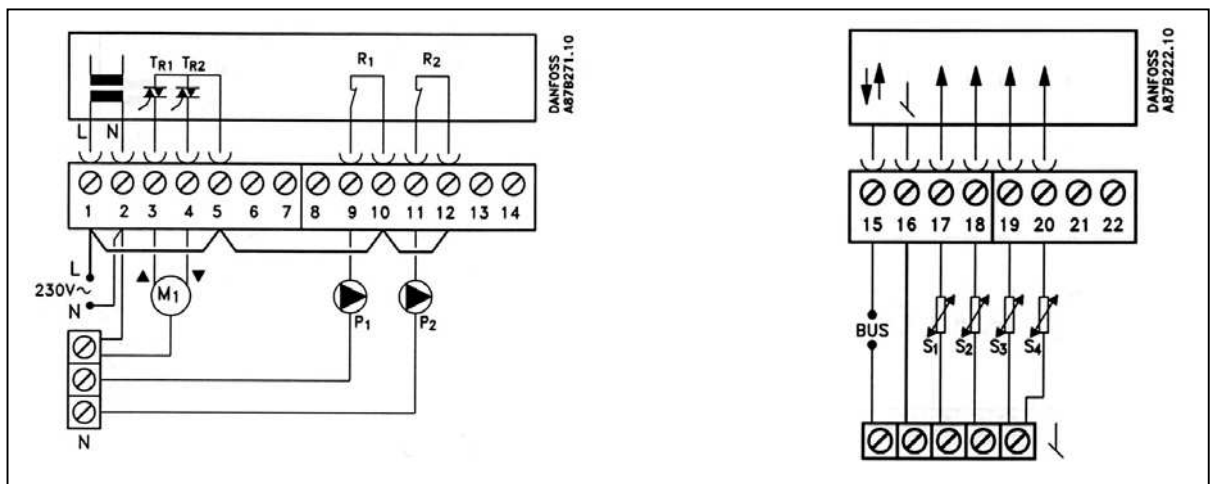 TR1 TR2
R1 R2
DANFOSS
A87B271.10
L N
1 2 3 4 5 6 7 8 9 10 11 12 13 14
L
230V~
N
M1
P1
P2
N
DANFOSS
A87B222.10
15 16 17 18 19 20 21 22
BUS
S1 S2 S3 S4